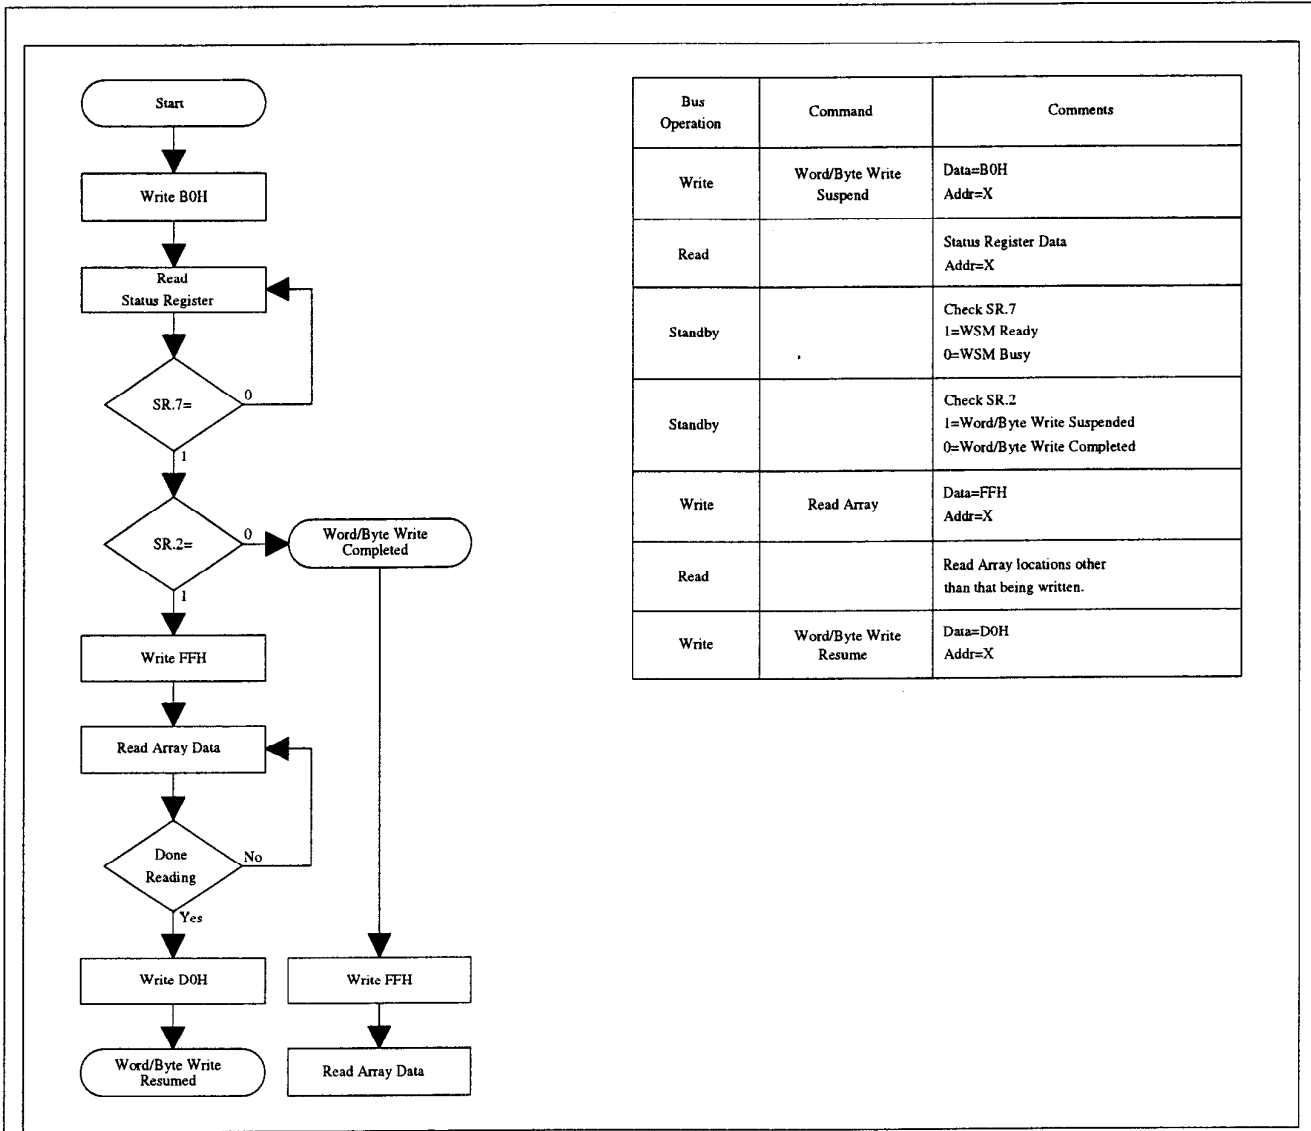 Start
Write B0H
Read
Status Register
0
SR.7=
1
SR.2=
0
Word/Byte Write
Completed
1
Write FFH
Read Array Data
Done
Reading
No
Yes
Write D0H
Write FFH
Word/Byte Write
Resumed
Read Array Data
Bus
Operation
Command
Comments
Write
Word/Byte Write
Suspend
Data=B0H
Addr=X
Read
Status Register Data
Addr=X
Standby
Check SR.7
1=WSM Ready
0=WSM Busy
Standby
Check SR.2
1=Word/Byte Write Suspended
0=Word/Byte Write Completed
Write
Read Array
Data=FFH
Addr=X
Read
Read Array locations other
than that being written.
Write
Word/Byte Write
Resume
Data=D0H
Addr=X